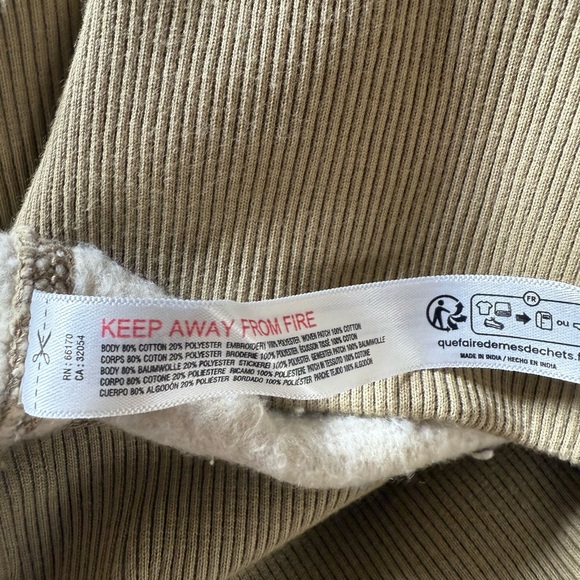 RN: 66170
CA: 32054
KEEP AWAY FROM FIRE
BODY 80% COTTON 20% POLYESTER EMBROIDERY 100% POLYESTER, WOVEN PATCH 100% COTTON
CORPS 80% COTON 20% POLYESTER BRODERIE 100% POLYESTER, ÉCUSSON TISSÉ 100% COTON
BODY 80% BAUMWOLLE 20% POLYESTER STICKEREI 100% POLYESTER, GEWEBTER PATCH 100% BAUMWOLLE
CORPO 80% COTONE 20% POLIESTERE RICAMO 100% POLIESTERE, PATCH IN TESSUTO 100% COTONE
CUERPO 80% ALGODÓN 20% POLIÉSTER BORDADO 100% POLIÉSTER, PARCHE TEJIDO 100% ALGODÓN
FR
OU
quefairedemesdechets.f
MADE IN INDIA / HECHO EN INDIA